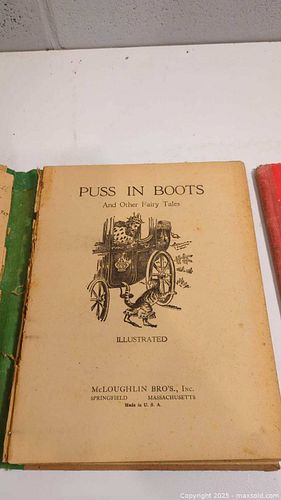 PUSS IN BOOTS
And Other Fairy Tales
ILLUSTRATED
McLOUGHLIN BRO'S., INC.
SPRINGFIELD MASSACHUSETTS
Made in U. S. A.
Copyright 2025 - maxsold.com